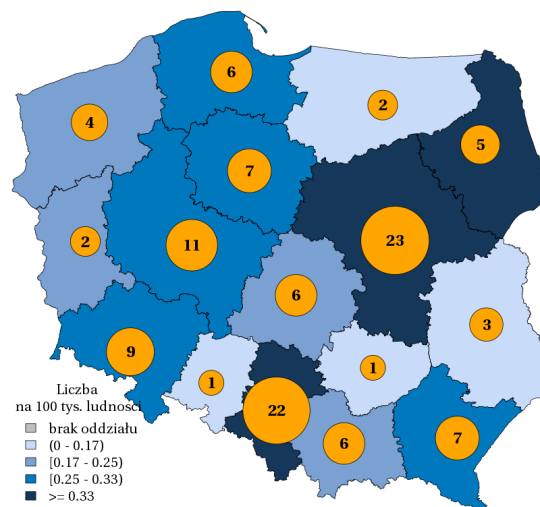 6
2
4
5
7
23
2
11
6
3
9
1
1
22
7
6
Liczba
na 100 tys. ludności
brak oddziału
(0 - 0.17)
[0.17 - 0.25)
[0.25 - 0.33)
>= 0.33